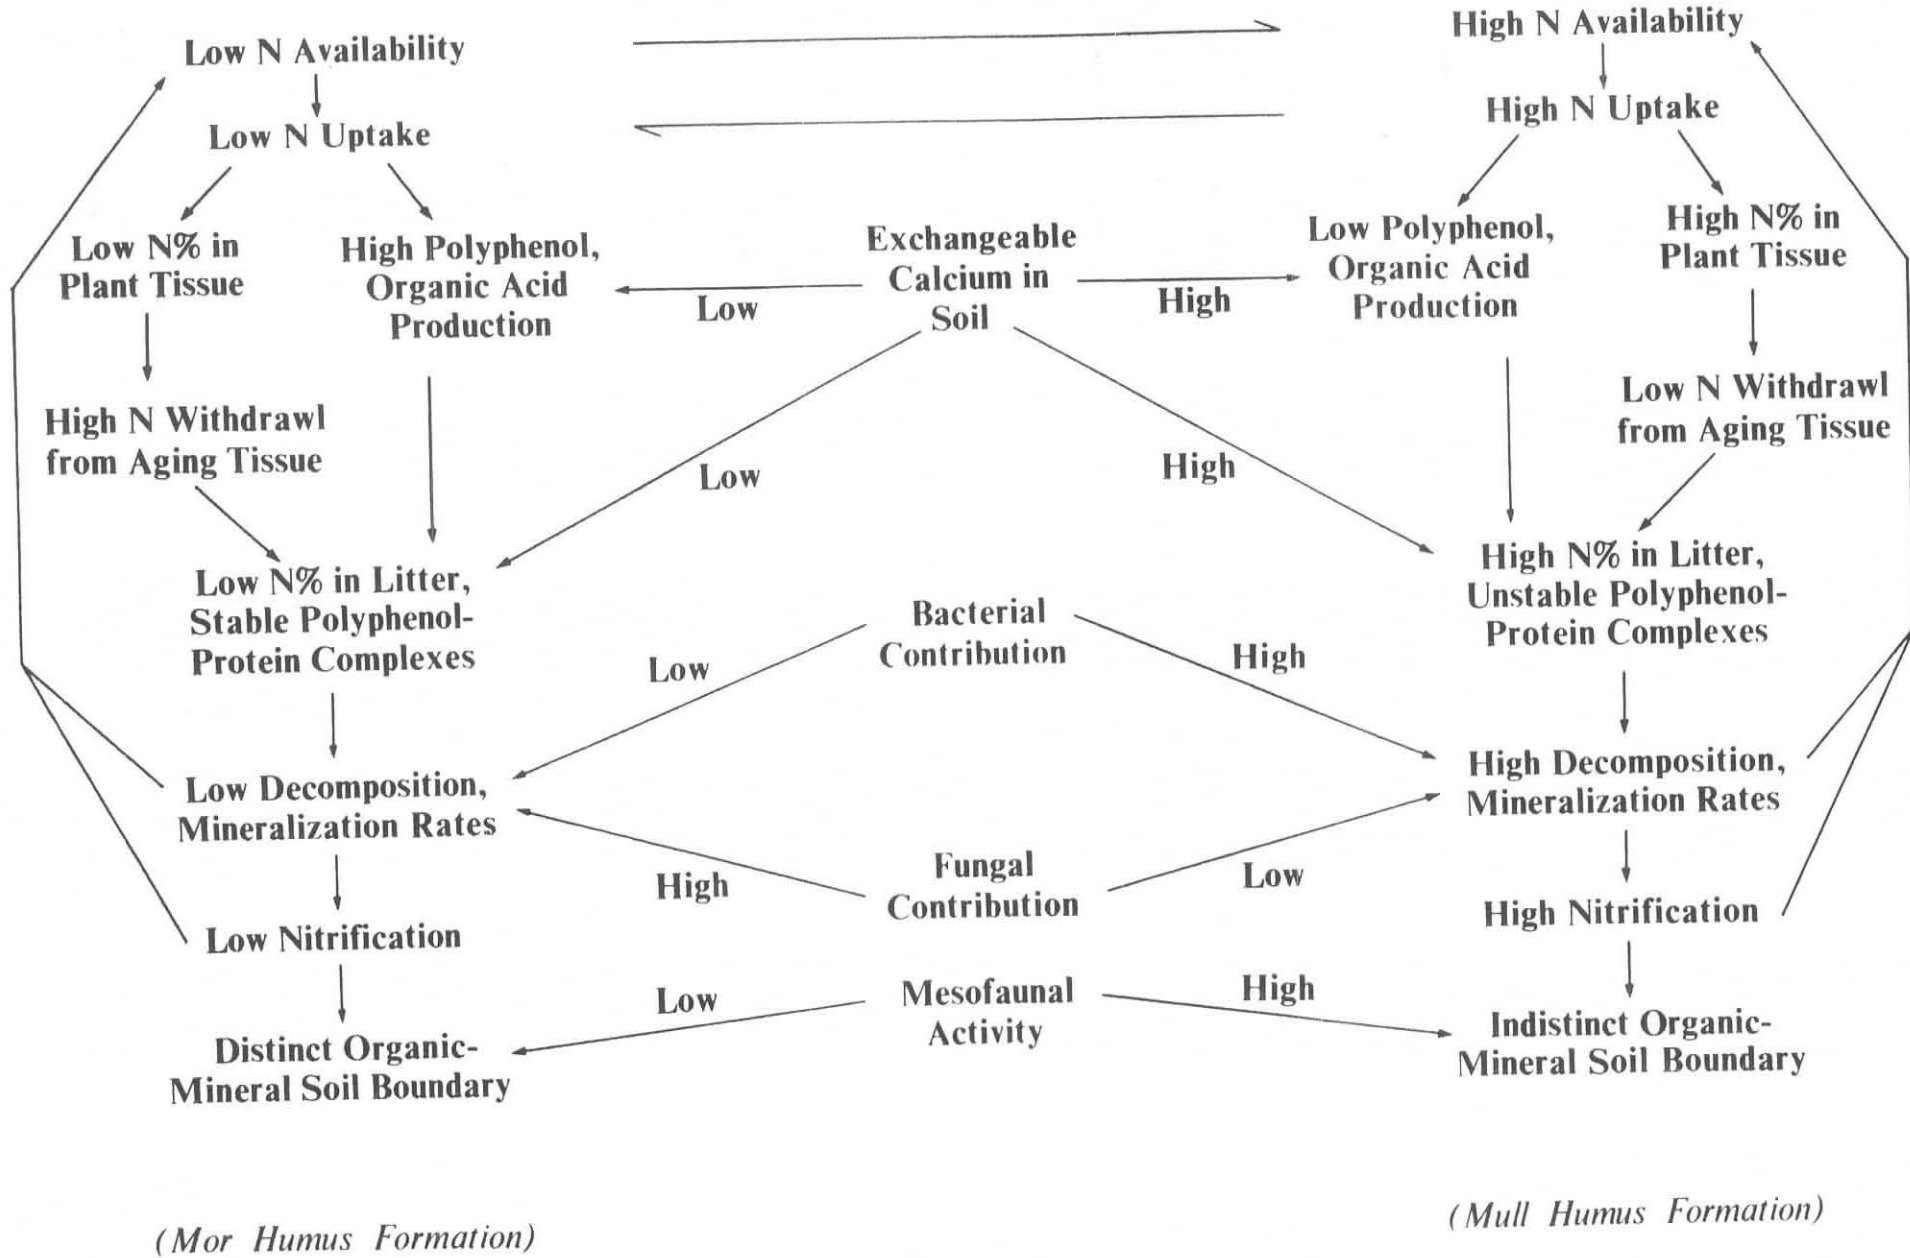 Low N Availability
High N Availability
Low N Uptake
High N Uptake
Low N% in
Plant Tissue
High Polyphenol,
Organic Acid
Production
Exchangeable
Calcium in
Soil
Low
High
Low Polyphenol,
Organic Acid
Production
High N% in
Plant Tissue
High N Withdrawl
from Aging Tissue
Low
High
Low N Withdrawl
from Aging Tissue
Low N% in Litter,
Stable Polyphenol-
Protein Complexes
Bacterial
Contribution
Low
High
High N% in Litter,
Unstable Polyphenol-
Protein Complexes
Low Decomposition,
Mineralization Rates
High Decomposition,
Mineralization Rates
Fungal
Contribution
High
Low
Low Nitrification
High Nitrification
Mesofaunal
Activity
Low
High
Distinct Organic-
Mineral Soil Boundary
Indistinct Organic-
Mineral Soil Boundary
(Mor Humus Formation)
(Mull Humus Formation)